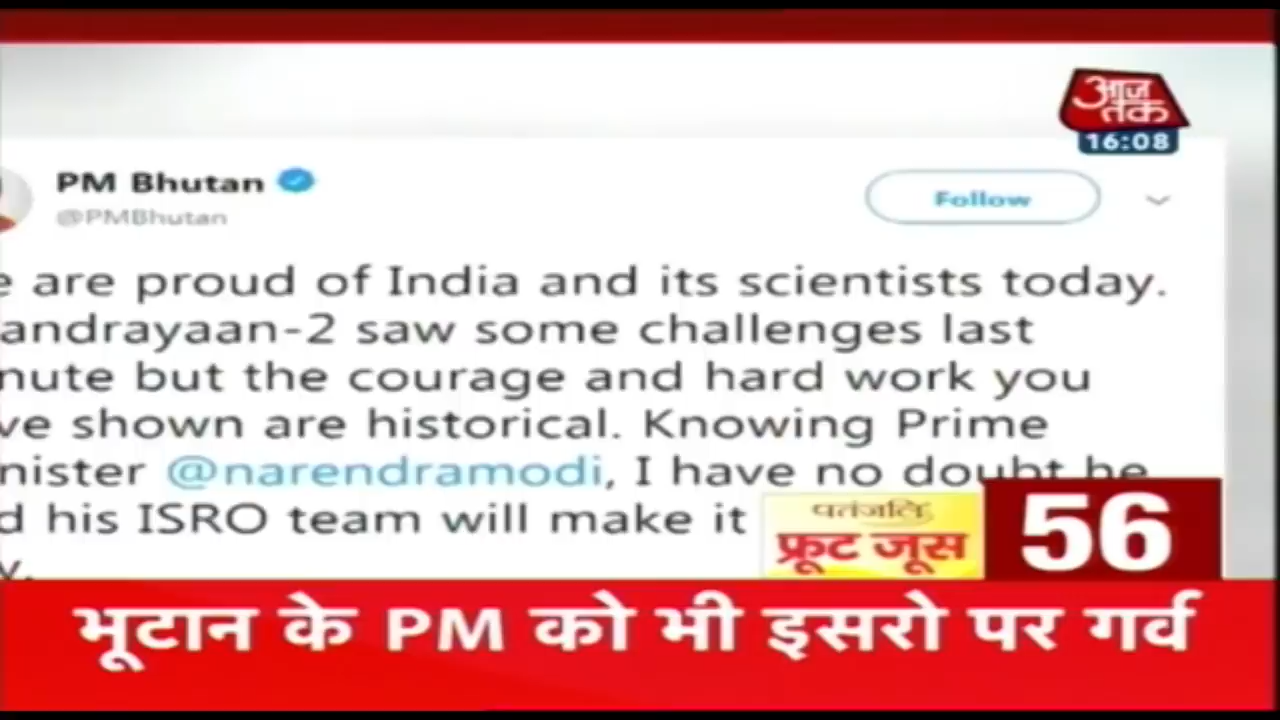 आज
तक
16:08
PM Bhutan
@PMBhutan
Follow
e are proud of India and its scientists today.
andrayaan-2 saw some challenges last
nute but the courage and hard work you
ve shown are historical. Knowing Prime
nister @narendramodi, I have no doubt he
d his ISRO team will make it
y.
पतंजलि
फ्रूट जूस
56
भूटान के PM को भी इसरो पर गर्व